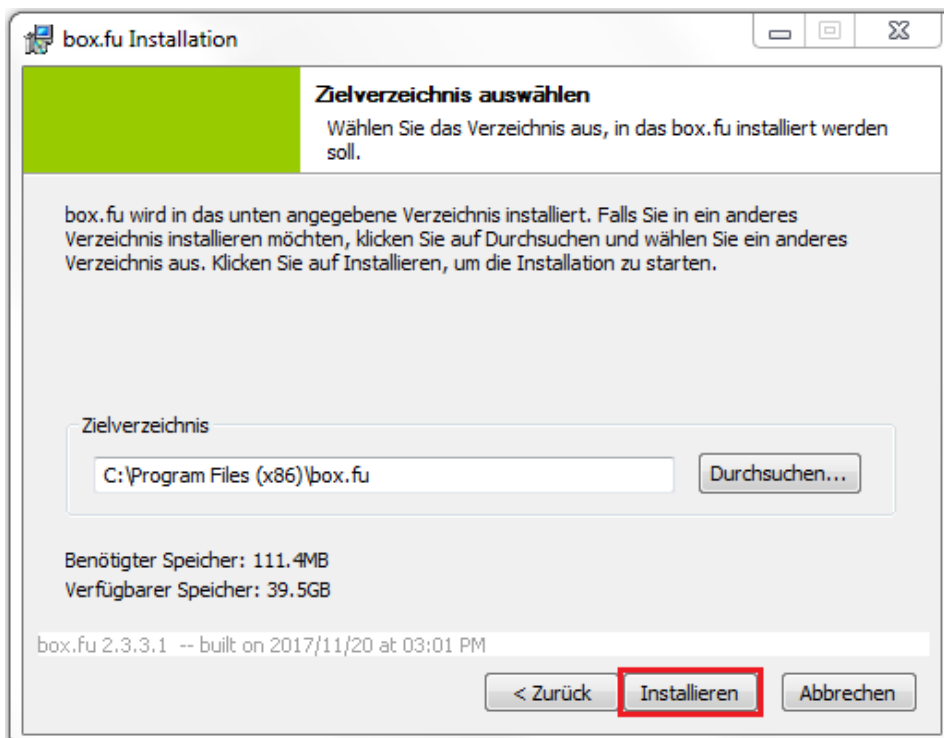 box.fu Installation
Zielverzeichnis auswählen
Wählen Sie das Verzeichnis aus, in das box.fu installiert werden
soll.
box.fu wird in das unten angegebene Verzeichnis installiert. Falls Sie in ein anderes
Verzeichnis installieren möchten, klicken Sie auf Durchsuchen und wählen Sie ein anderes
Verzeichnis aus. Klicken Sie auf Installieren, um die Installation zu starten.
Zielverzeichnis
C:\Program Files (x86)\box.fu
Durchsuchen...
Benötigter Speicher: 111.4MB
Verfügbarer Speicher: 39.5GB
box.fu 2.3.3.1 -- built on 2017/11/20 at 03:01 PM
< Zurück
Installieren
Abbrechen